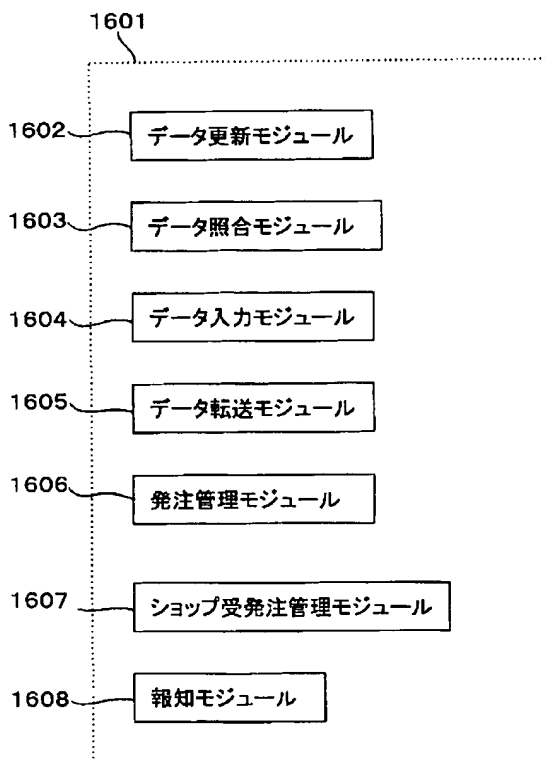 1601
1602 データ更新モジュール
1603 データ照合モジュール
1604 データ入力モジュール
1605 データ転送モジュール
1606 発注管理モジュール
1607 ショップ受発注管理モジュール
1608 報知モジュール